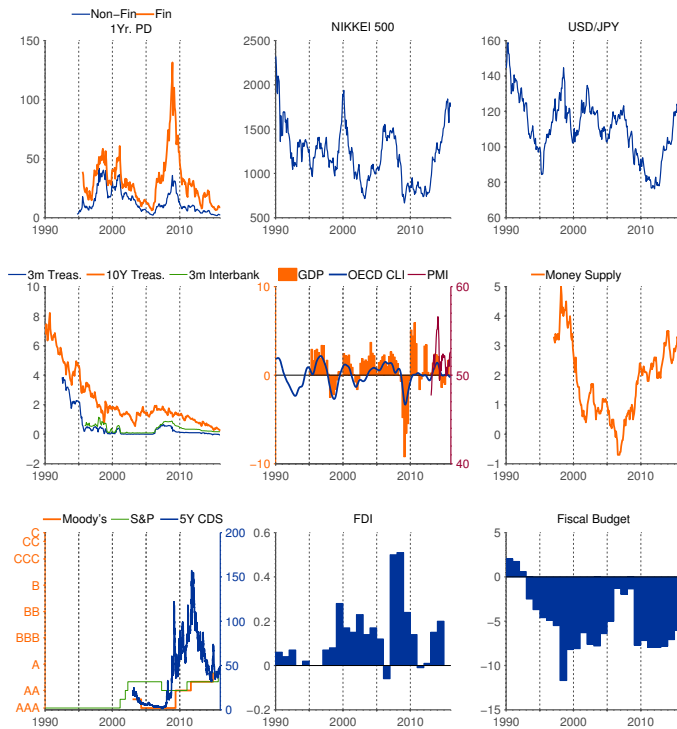 Non−Fin Fin
1Yr. PD
150
100
50
0
1990 2000 2010
NIKKEI 500
2500
2100
1700
1300
900
500
1990 2000 2010
USD/JPY
160
140
120
100
80
60
1990 2000 2010
3m Treas. 10Y Treas. 3m Interbank
10
8
6
4
2
0
−2
1990 2000 2010
GDP OECD CLI PMI
10
0
−10
60
50
40
1990 2000 2010
Money Supply
5
4
3
2
1
0
−1
1990 2000 2010
Moody's S&P 5Y CDS
C
CC
CCC
B
BB
BBB
A
AA
AAA
200
150
100
50
0
1990 2000 2010
FDI
0.6
0.4
0.2
0
−0.2
1990 2000 2010
Fiscal Budget
5
0
−5
−10
−15
1990 2000 2010